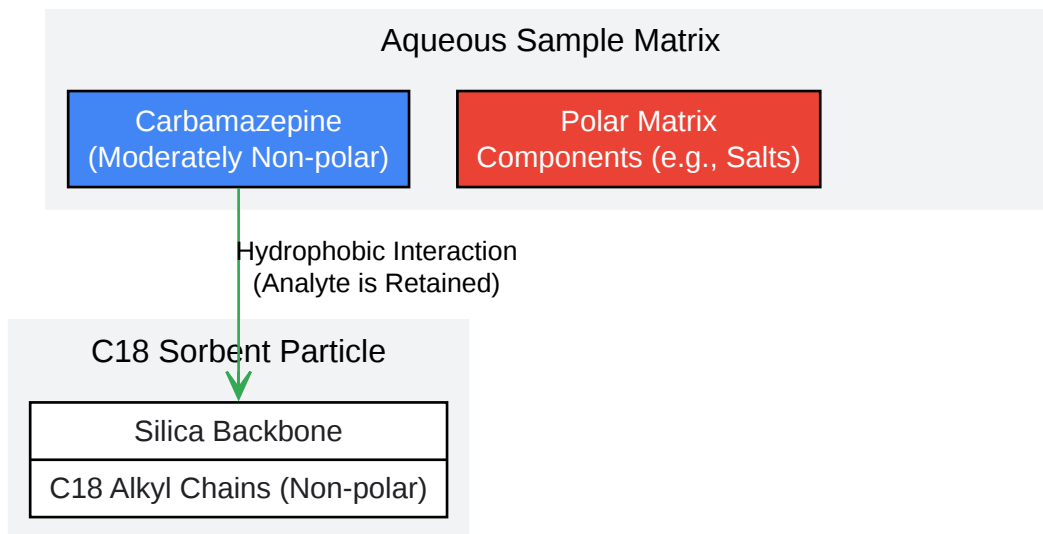 Aqueous Sample Matrix
Carbamazepine
(Moderately Non-polar)
Polar Matrix
Components (e.g., Salts)
Hydrophobic Interaction
(Analyte is Retained)
C18 Sorbent Particle
Silica Backbone
C18 Alkyl Chains (Non-polar)